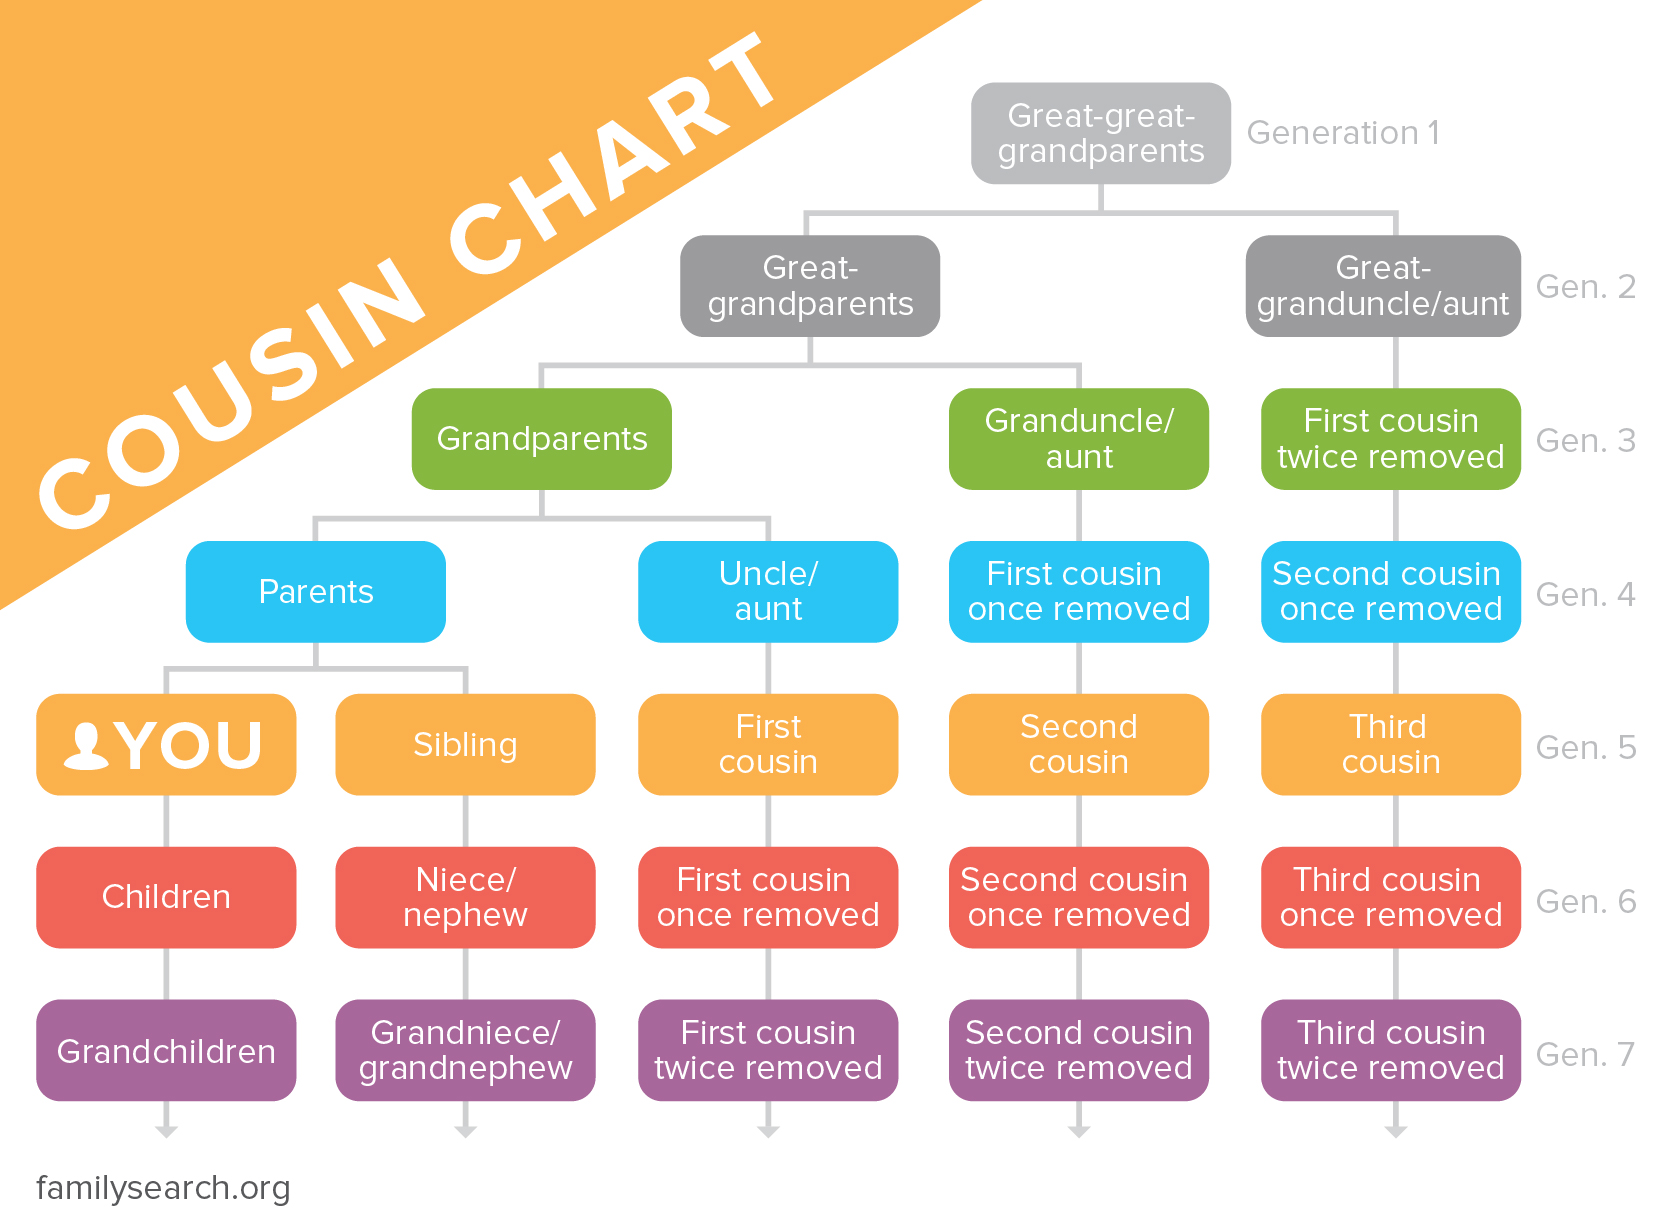 COUSIN CHART
Great-great-
grandparents
Generation 1
Great-
grandparents
Great-
granduncle/aunt
Gen. 2
Grandparents
Granduncle/
aunt
First cousin
twice removed
Gen. 3
Parents
Uncle/
aunt
First cousin
once removed
Second cousin
once removed
Gen. 4
YOU
Sibling
First
cousin
Second
cousin
Third
cousin
Gen. 5
Children
Niece/
nephew
First cousin
once removed
Second cousin
once removed
Third cousin
once removed
Gen. 6
Grandchildren
Grandniece/
grandnephew
First cousin
twice removed
Second cousin
twice removed
Third cousin
twice removed
Gen. 7
familysearch.org